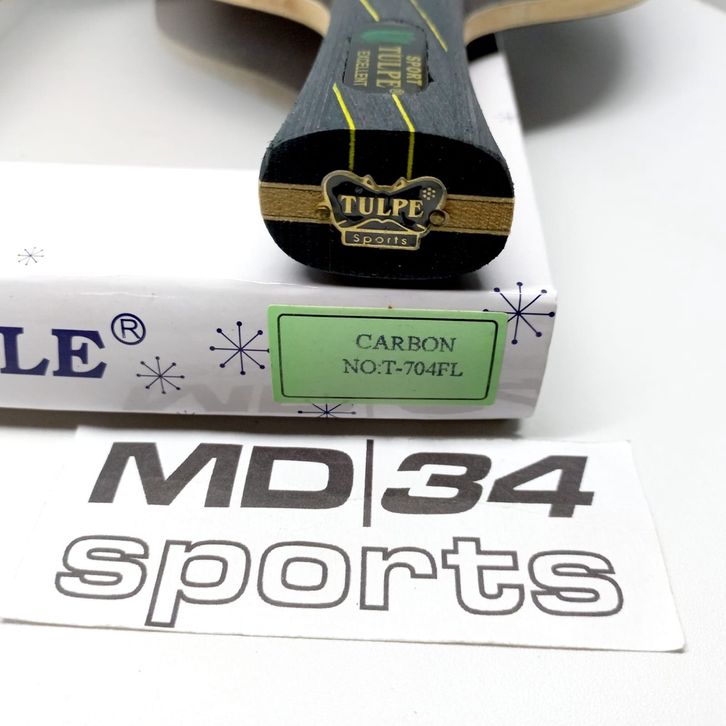 SPORT
TULPE®
EXCELLENT
TULPE
Sports
LE®
CARBON
NO:T-704FL
MD|34
sports